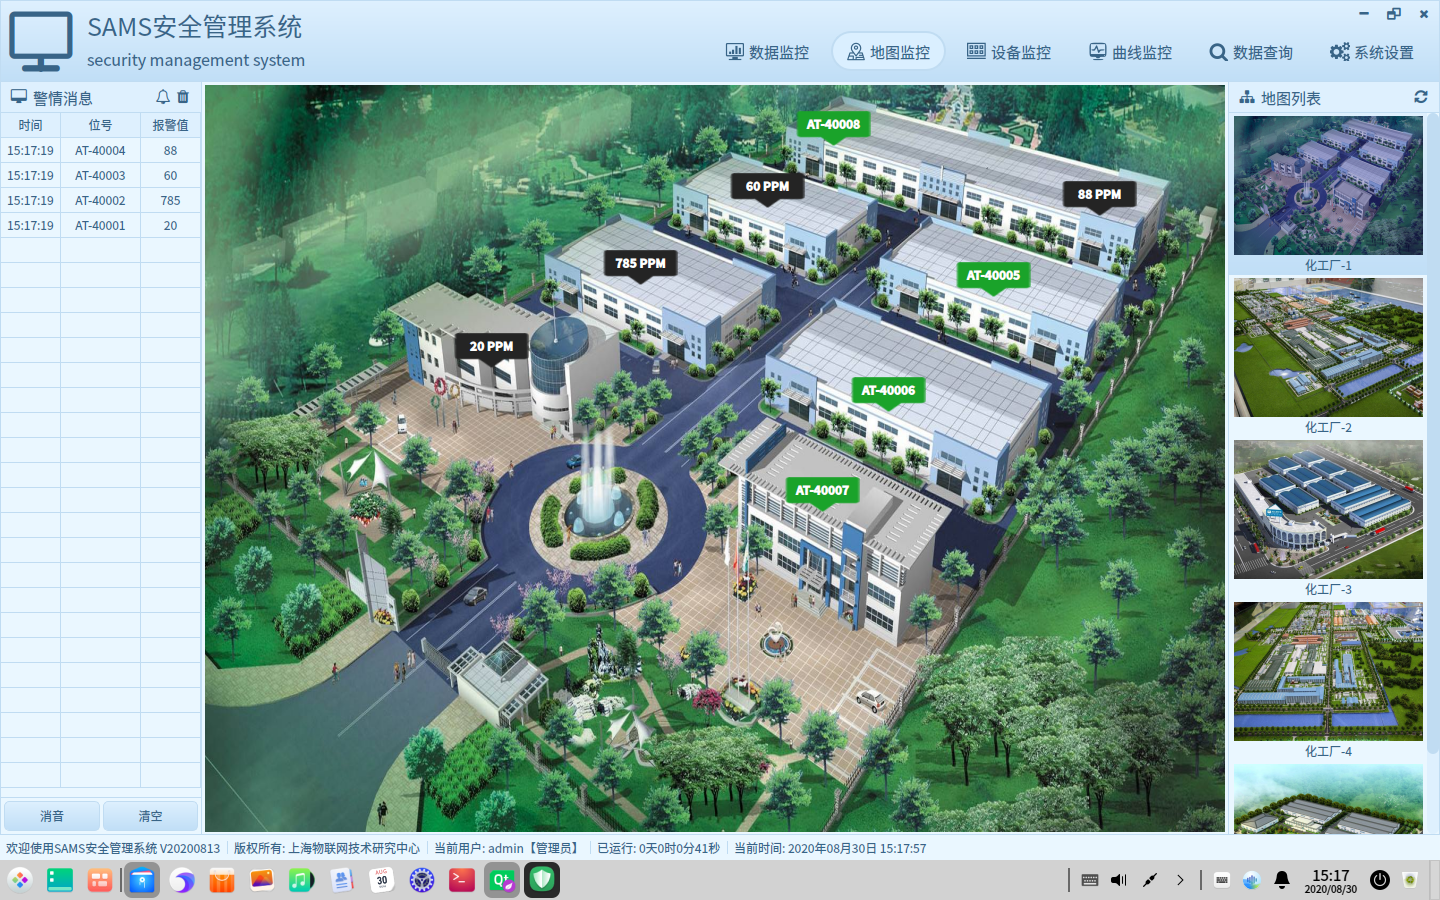 SAMS安全管理系统
security management system
数据监控
地图监控
设备监控
曲线监控
数据查询
系统设置
警情消息
时间 位号 报警值
15:17:19 AT-40004 88
15:17:19 AT-40003 60
15:17:19 AT-40002 785
15:17:19 AT-40001 20
消音 清空
AT-40008
60 PPM
88 PPM
785 PPM
AT-40005
20 PPM
AT-40006
AT-40007
地图列表
化工厂-1
化工厂-2
化工厂-3
化工厂-4
欢迎使用SAMS安全管理系统 V20200813 版权所有: 上海物联网技术研究中心 当前用户: admin【管理员】 已运行: 0天0时0分41秒 当前时间: 2020年08月30日 15:17:57
AUG
30
>_
Qt
15:17
2020/08/30